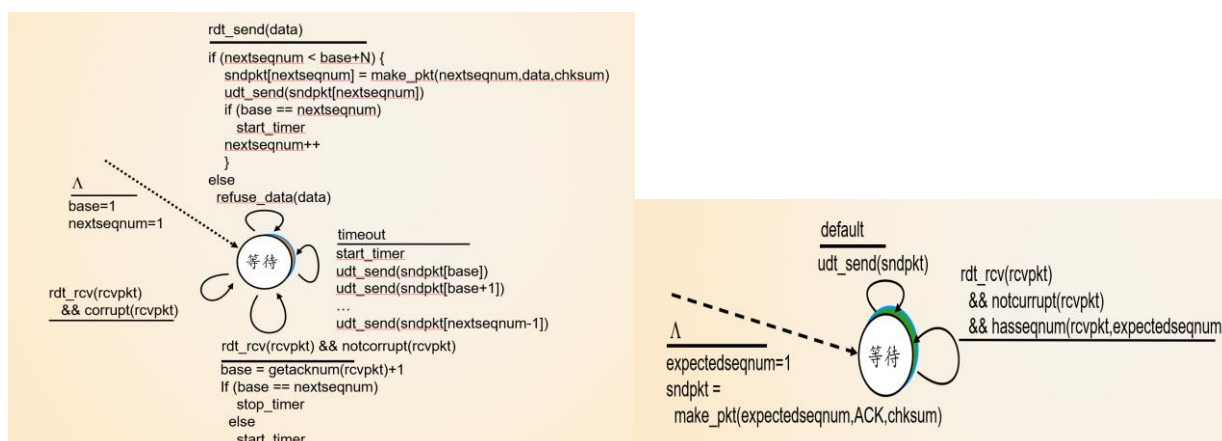 rdt_send(data)
if (nextseqnum < base+N) {
sndpkt[nextseqnum] = make_pkt(nextseqnum,data,chksum)
udt_send(sndpkt[nextseqnum])
if (base == nextseqnum)
start_timer
nextseqnum++
}
else
refuse_data(data)
Λ
base=1
nextseqnum=1
等待
timeout
start_timer
udt_send(sndpkt[base])
udt_send(sndpkt[base+1])
…
udt_send(sndpkt[nextseqnum-1])
rdt_rcv(rcvpkt)
&& corrupt(rcvpkt)
rdt_rcv(rcvpkt) && notcorrupt(rcvpkt)
base = getacknum(rcvpkt)+1
If (base == nextseqnum)
stop_timer
else
start_timer
default
udt_send(sndpkt)
rdt_rcv(rcvpkt)
&& notcurrupt(rcvpkt)
&& hasseqnum(rcvpkt,expectedseqnum
Λ
expectedseqnum=1
sndpkt =
make_pkt(expectedseqnum,ACK,chksum)
等待